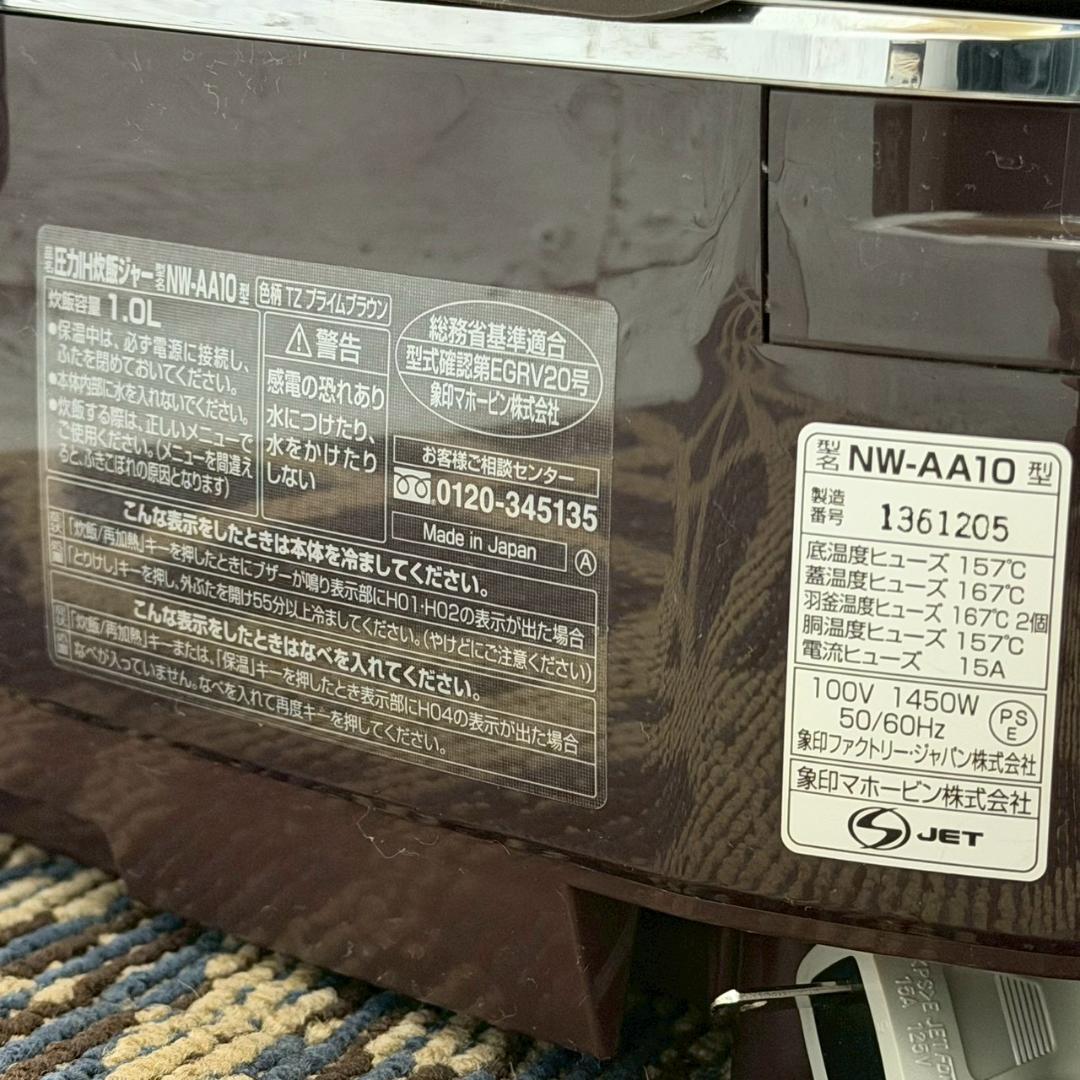 品名 圧力IH炊飯ジャー 型名 NW-AA10型
色柄 TZ プライムブラウン
炊飯容量 1.0L
●保温中は、必ず電源に接続し、
ふたを閉めておいてください。
●本体内部に水を入れないでください。
●炊飯する際は、正しいメニューで
ご使用ください。(メニューを間違え
ると、ふきこぼれの原因となります)
⚠警告
感電の恐れあり
水につけたり、
水をかけたり
しない
総務省基準適合
型式確認第EGRV20号
象印マホービン株式会社
お客様ご相談センター
0120-345135
Made in Japan
A
こんな表示をしたときは本体を冷ましてください。
「炊飯/再加熱」キーを押したときにブザーが鳴り表示部にH01・H02の表示が出た場合
「とりけし」キーを押し、外ぶたを開け55分以上冷ましてください。(やけどにご注意ください)
こんな表示をしたときはなべを入れてください。
「炊飯/再加熱」キーまたは、「保温」キーを押したとき表示部にH04の表示が出た場合
なべが入っていません。なべを入れて再度キーを押してください。
型名 NW-AA10 型
製造番号 1361205
底温度ヒューズ 157℃
蓋温度ヒューズ 167℃
羽釜温度ヒューズ 167℃ 2個
胴温度ヒューズ 157℃
電流ヒューズ 15A
100V 1450W
50/60Hz
PSE
象印ファクトリー・ジャパン株式会社
象印マホービン株式会社
JET